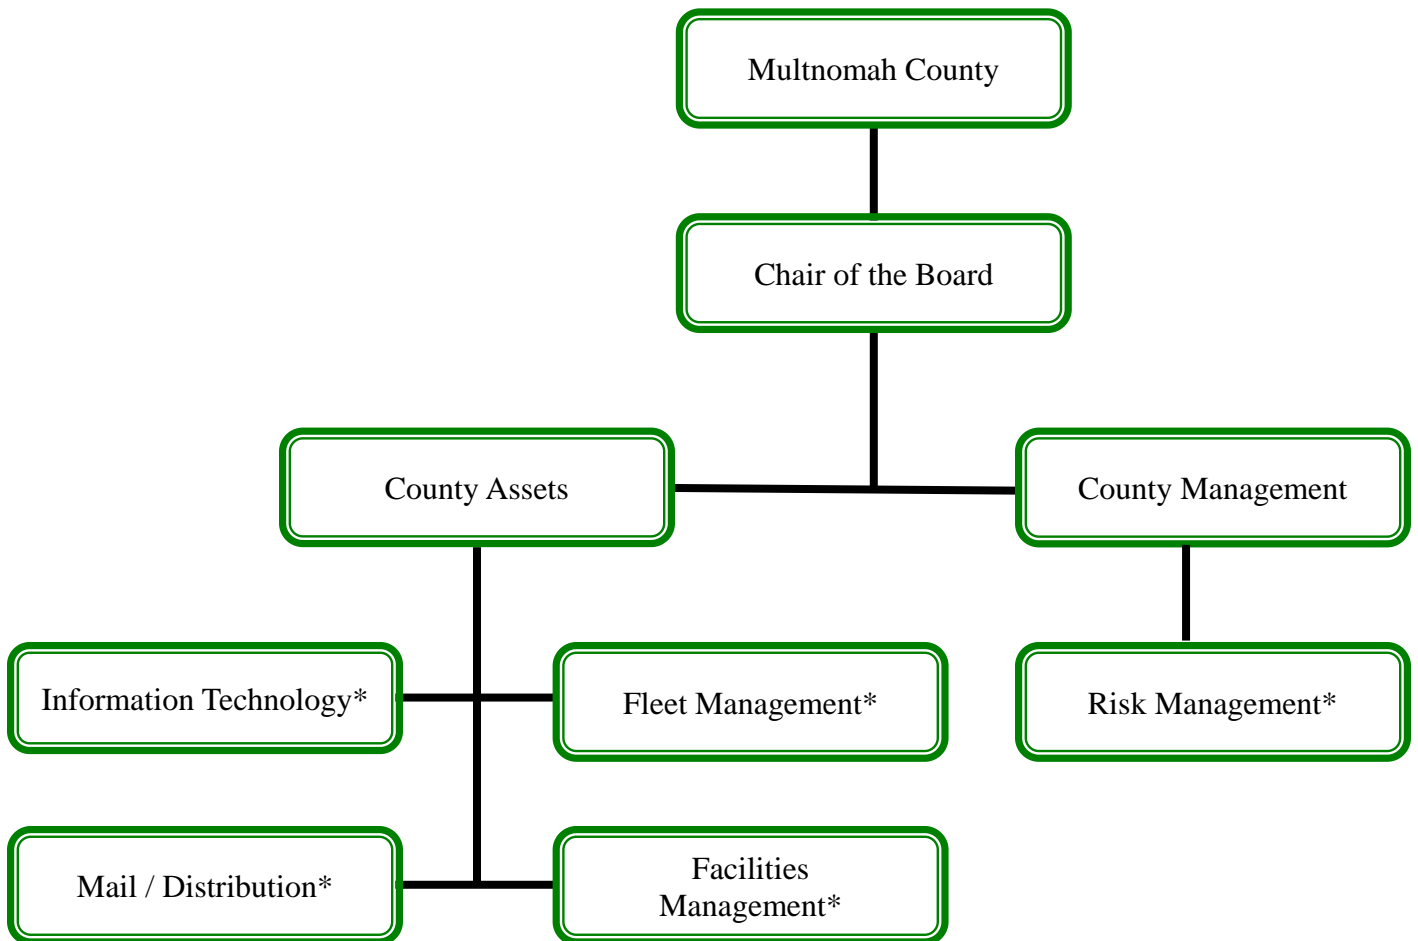 Multnomah County
Chair of the Board
County Assets
County Management
Information Technology*
Fleet Management*
Risk Management*
Mail / Distribution*
Facilities
Management*